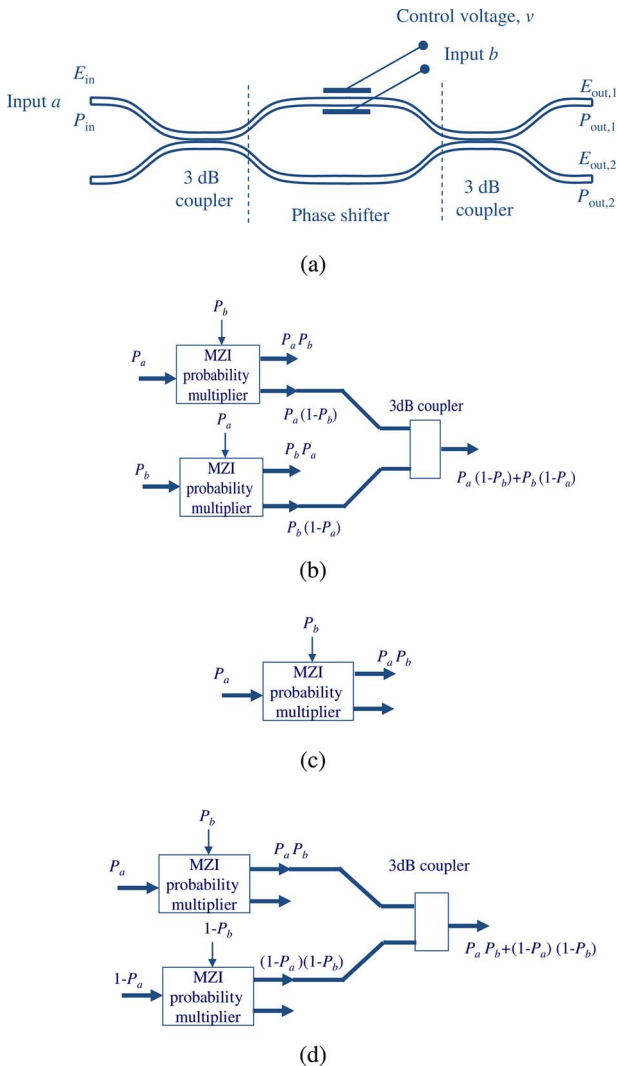 Control voltage, v
Input b
E_in
Input a
P_in
E_out,1
P_out,1
E_out,2
P_out,2
3 dB
coupler
Phase shifter
3 dB
coupler
(a)
P_b
P_a
MZI
probability
multiplier
P_a P_b
P_a (1-P_b)
3dB coupler
P_a
P_b
MZI
probability
multiplier
P_b P_a
P_b (1-P_a)
P_a (1-P_b)+P_b (1-P_a)
(b)
P_b
P_a
MZI
probability
multiplier
P_a P_b
(c)
P_b
P_a
MZI
probability
multiplier
P_a P_b
3dB coupler
1-P_b
1-P_a
MZI
probability
multiplier
(1-P_a)(1-P_b)
P_a P_b+(1-P_a) (1-P_b)
(d)